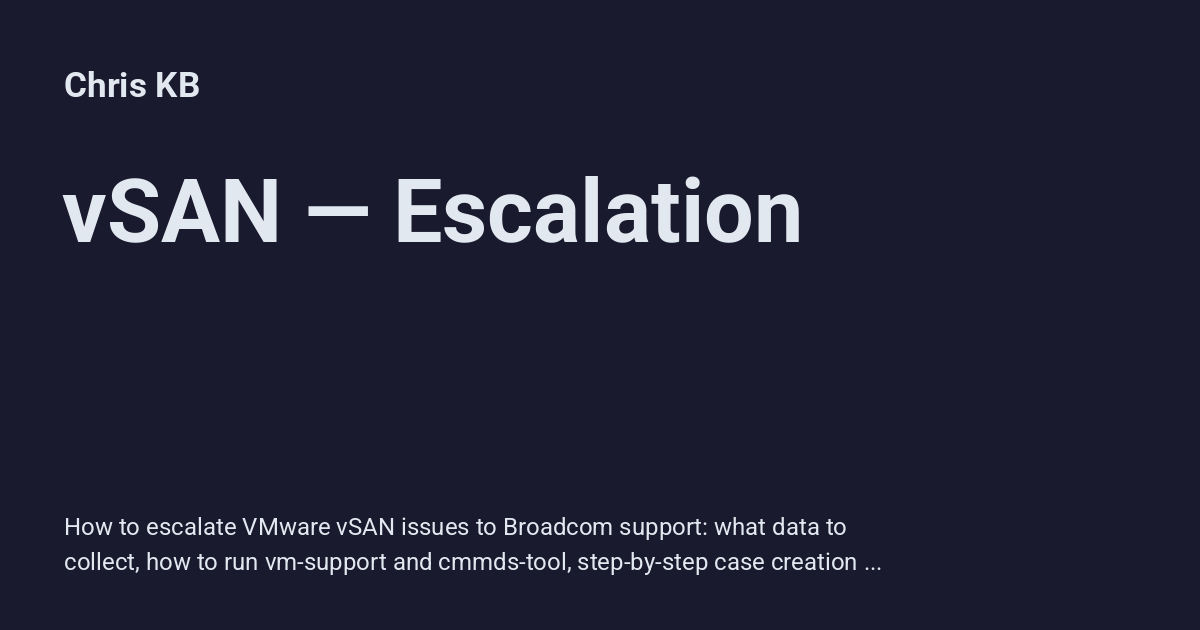 Chris KB
vSAN — Escalation
How to escalate VMware vSAN issues to Broadcom support: what data to
collect, how to run vm-support and cmmds-tool, step-by-step case creation ...